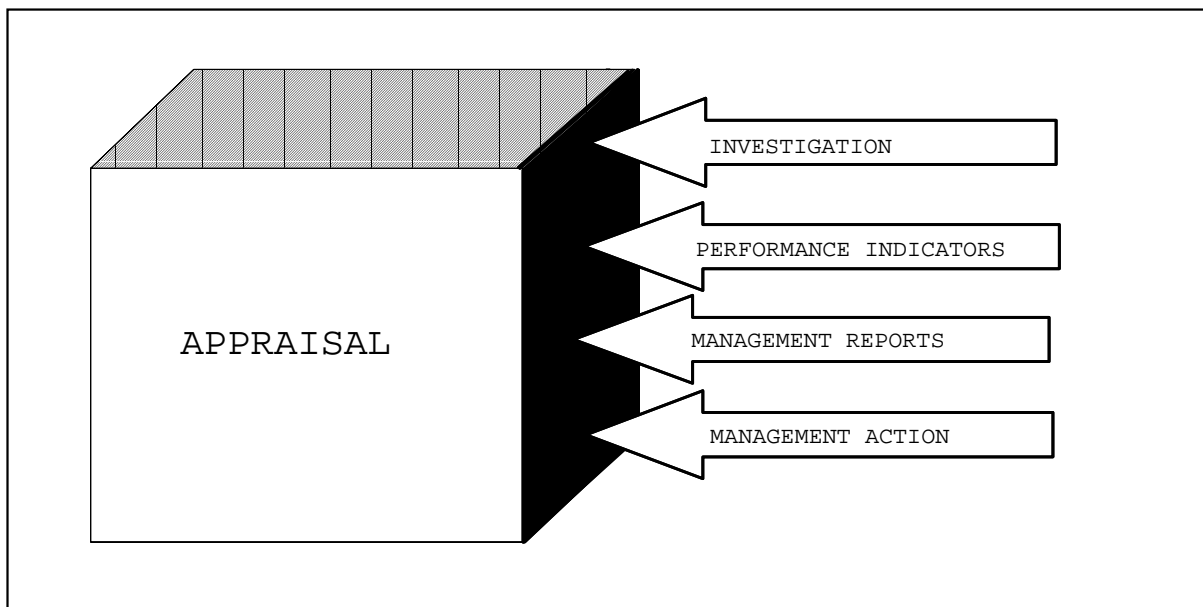 INVESTIGATION
PERFORMANCE INDICATORS
APPRAISAL
MANAGEMENT REPORTS
MANAGEMENT ACTION